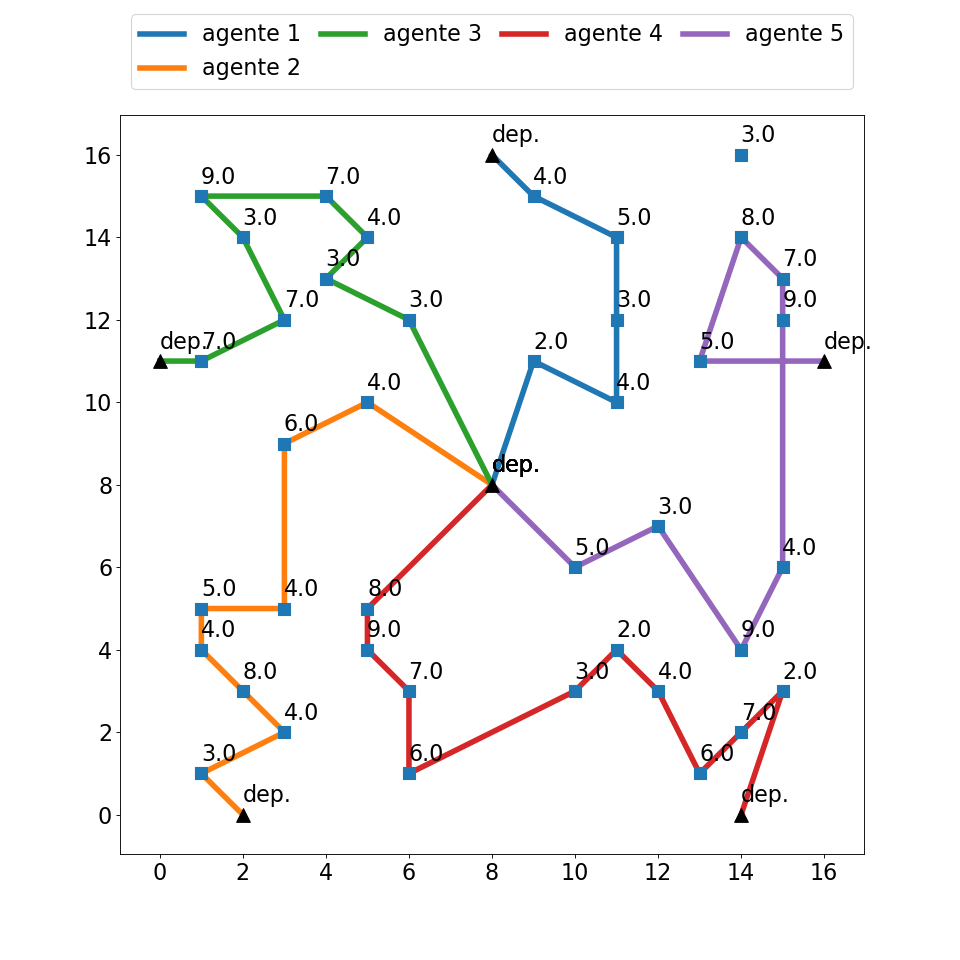 agente 1 agente 3 agente 4 agente 5
agente 2
dep. 3.0
16
9.0 7.0 4.0
3.0 4.0 5.0 8.0
14
3.0 7.0
7.0 3.0 3.0 9.0
12
dep. 7.0 2.0 5.0 dep.
4.0 4.0
10
6.0
dep.
8
3.0
5.0 4.0
6
5.0 4.0 8.0
4.0 9.0 2.0 9.0
4
8.0 7.0 3.0 4.0 2.0
4.0 7.0
2
3.0 6.0 6.0
dep. dep.
0
0 2 4 6 8 10 12 14 16